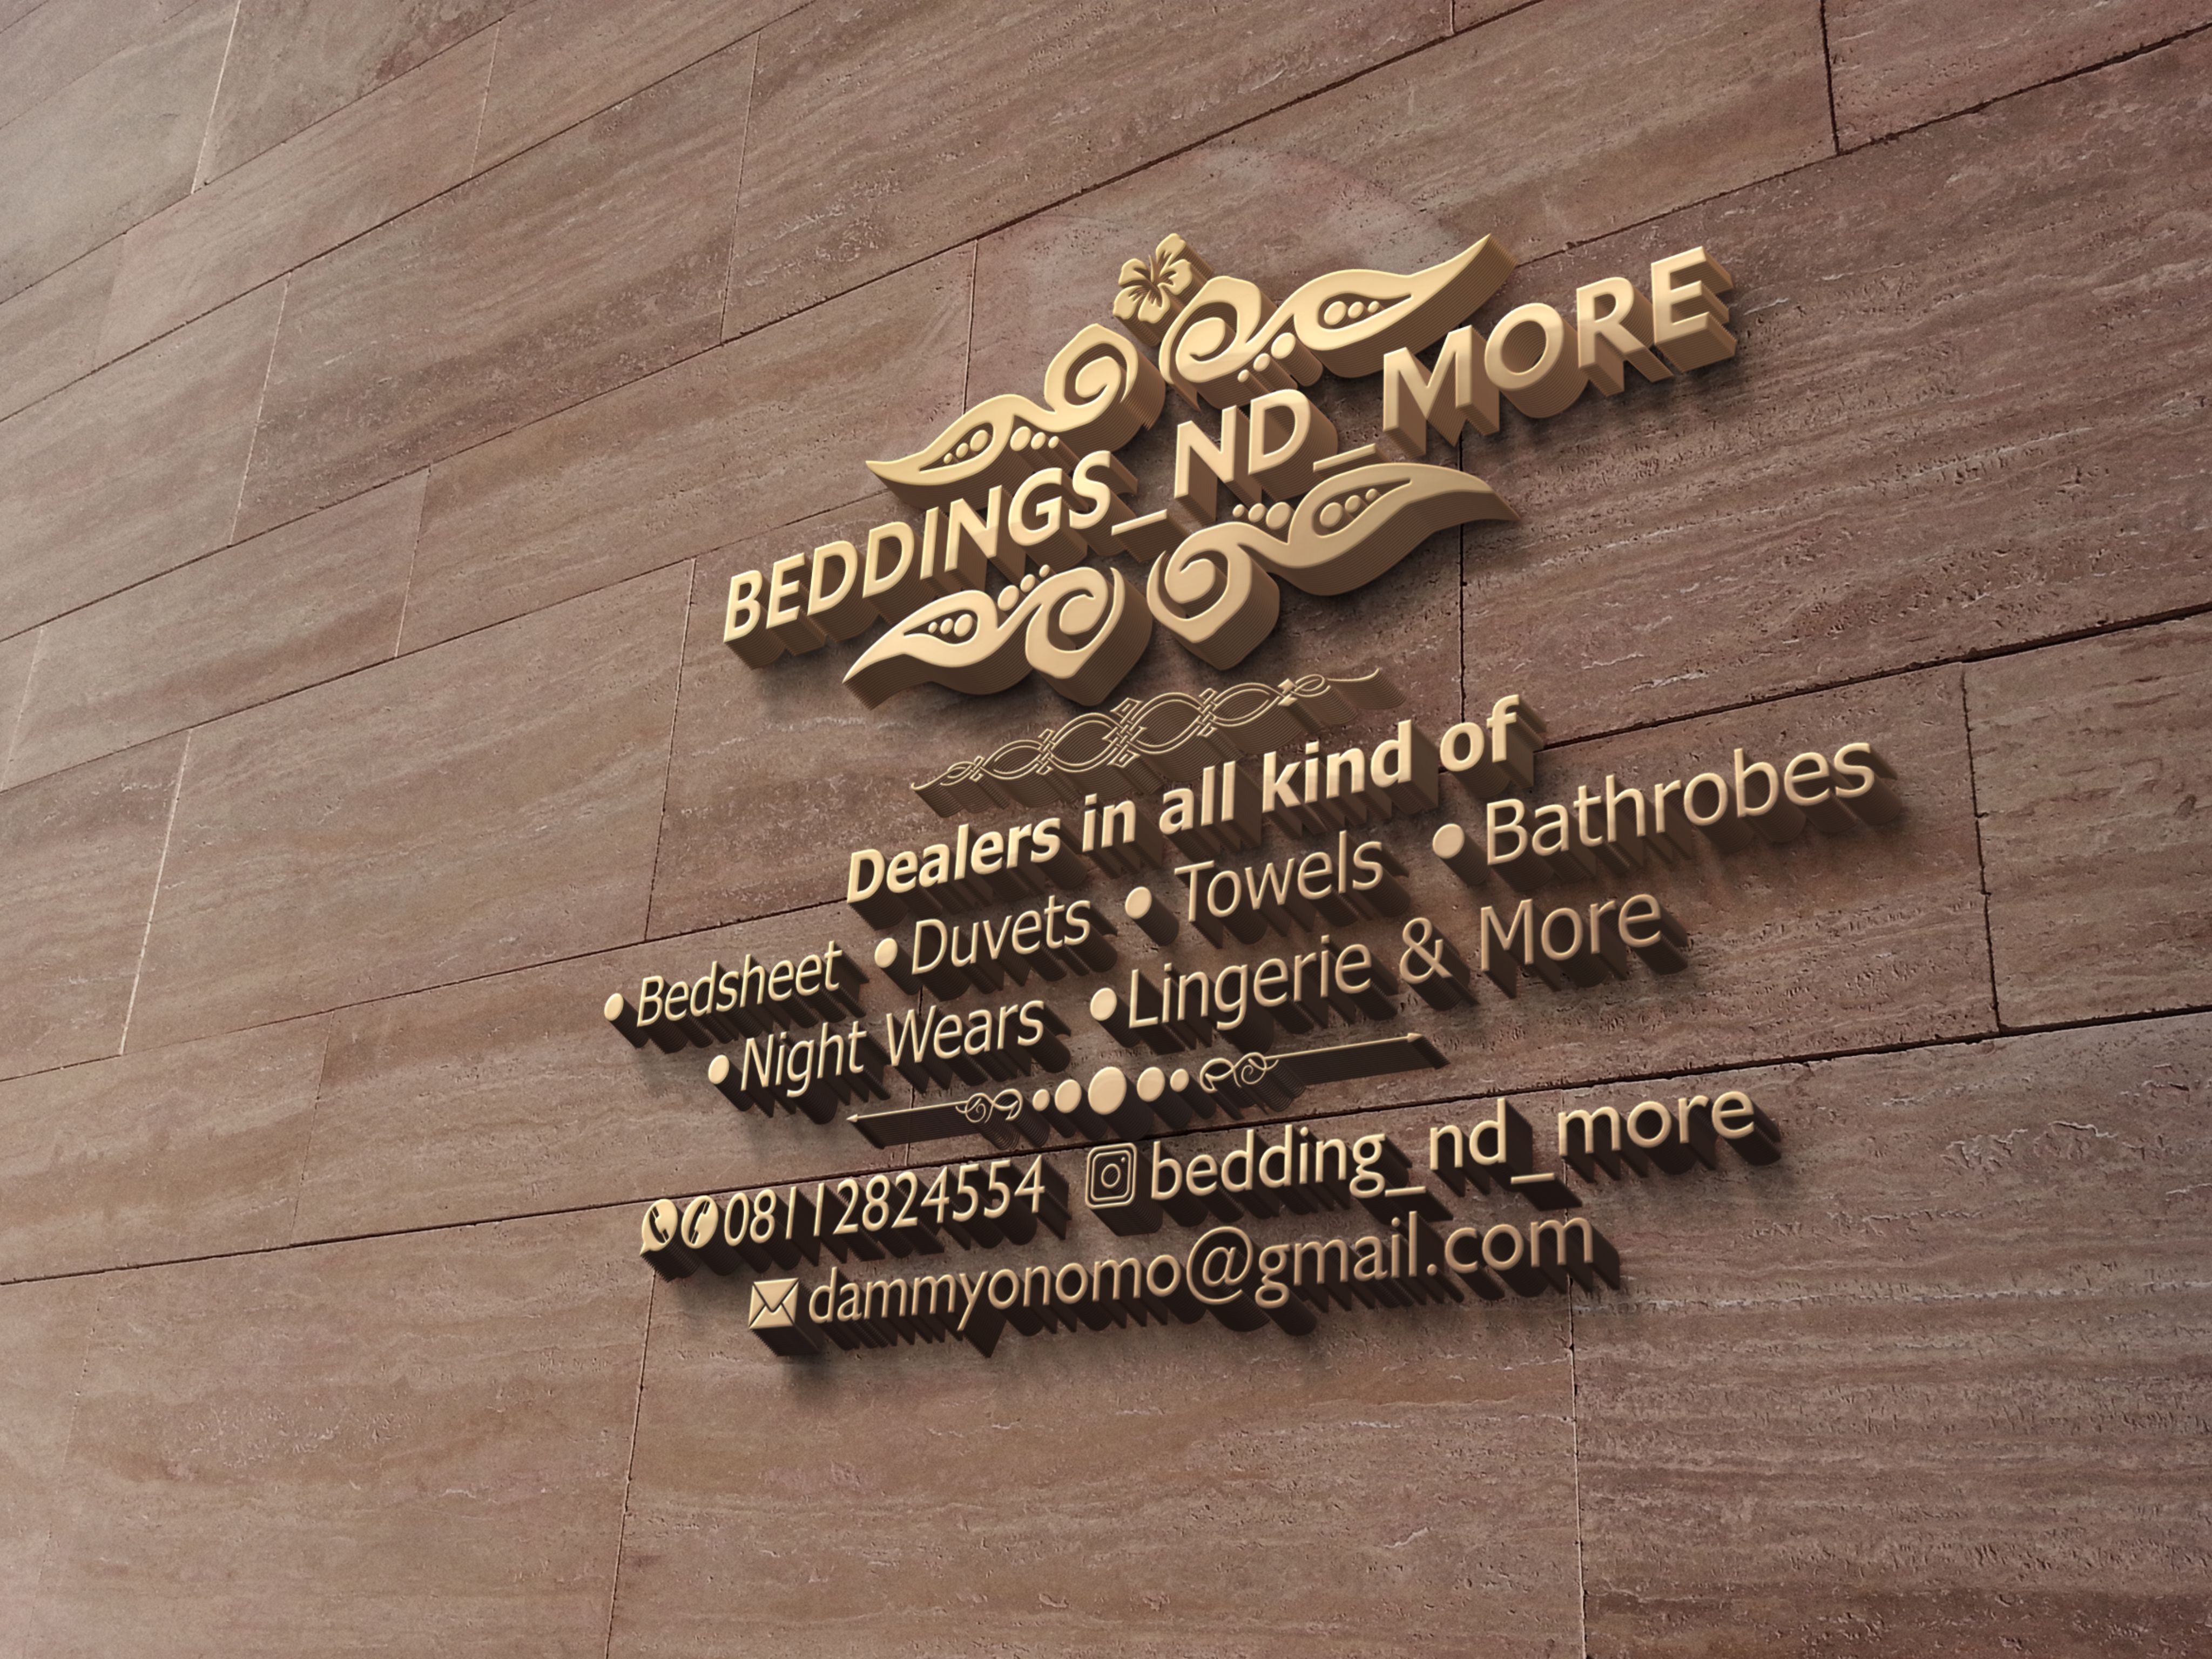 BEDDINGS_ND_MORE
Dealers in all kind of
•Bedsheet •Duvets •Towels •Bathrobes
•Night Wears •Lingerie & More
08112824554 bedding_nd_more
dammyonomo@gmail.com